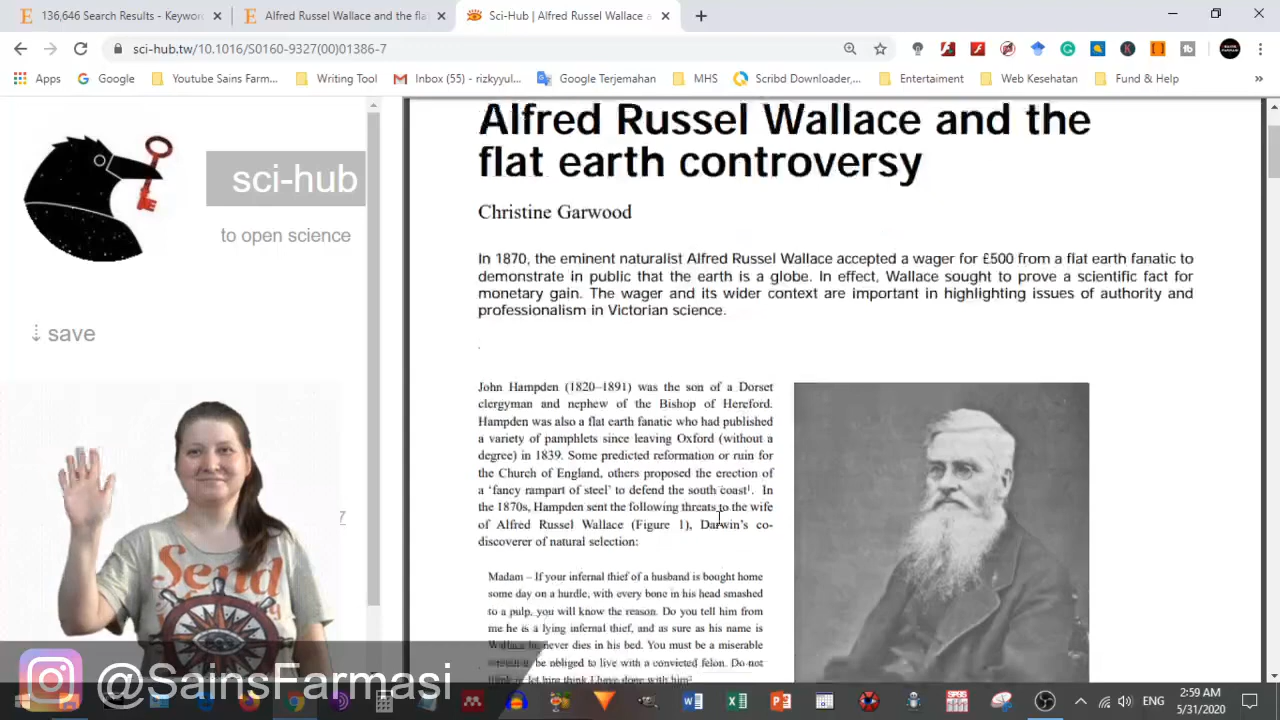 136,646 Search Results - Keywor
Alfred Russel Wallace and the fla
Sci-Hub | Alfred Russel Wallace a
sci-hub.tw/10.1016/S0160-9327(00)01386-7
Apps
Google
Youtube Sains Farm...
Writing Tool
Inbox (55) - rizkyyul...
Google Terjemahan
MHS
Scribd Downloader,...
Entertaiment
Web Kesehatan
Fund & Help
sci-hub
to open science
save
Alfred Russel Wallace and the
flat earth controversy
Christine Garwood
In 1870, the eminent naturalist Alfred Russel Wallace accepted a wager for £500 from a flat earth fanatic to
demonstrate in public that the earth is a globe. In effect, Wallace sought to prove a scientific fact for
monetary gain. The wager and its wider context are important in highlighting issues of authority and
professionalism in Victorian science.
John Hampden (1820–1891) was the son of a Dorset
clergyman and nephew of the Bishop of Hereford.
Hampden was also a flat earth fanatic who had published
a variety of pamphlets since leaving Oxford (without a
degree) in 1839. Some predicted reformation or ruin for
the Church of England, others proposed the erection of
a ‘fancy rampart of steel’ to defend the south coast¹. In
the 1870s, Hampden sent the following threats to the wife
of Alfred Russel Wallace (Figure 1), Darwin’s co-
discoverer of natural selection:
Madam – If your infernal thief of a husband is bought home
some day on a hurdle, with every bone in his head smashed
to a pulp, you will know the reason. Do you tell him from
me he is a lying infernal thief, and as sure as his name is
Wallace he never dies in his bed. You must be a miserable
be obliged to live with a convicted felon. Do not
think or let him think I have done with him²
7
Send
@SainsFarmasi
ENG
2:59 AM
5/31/2020